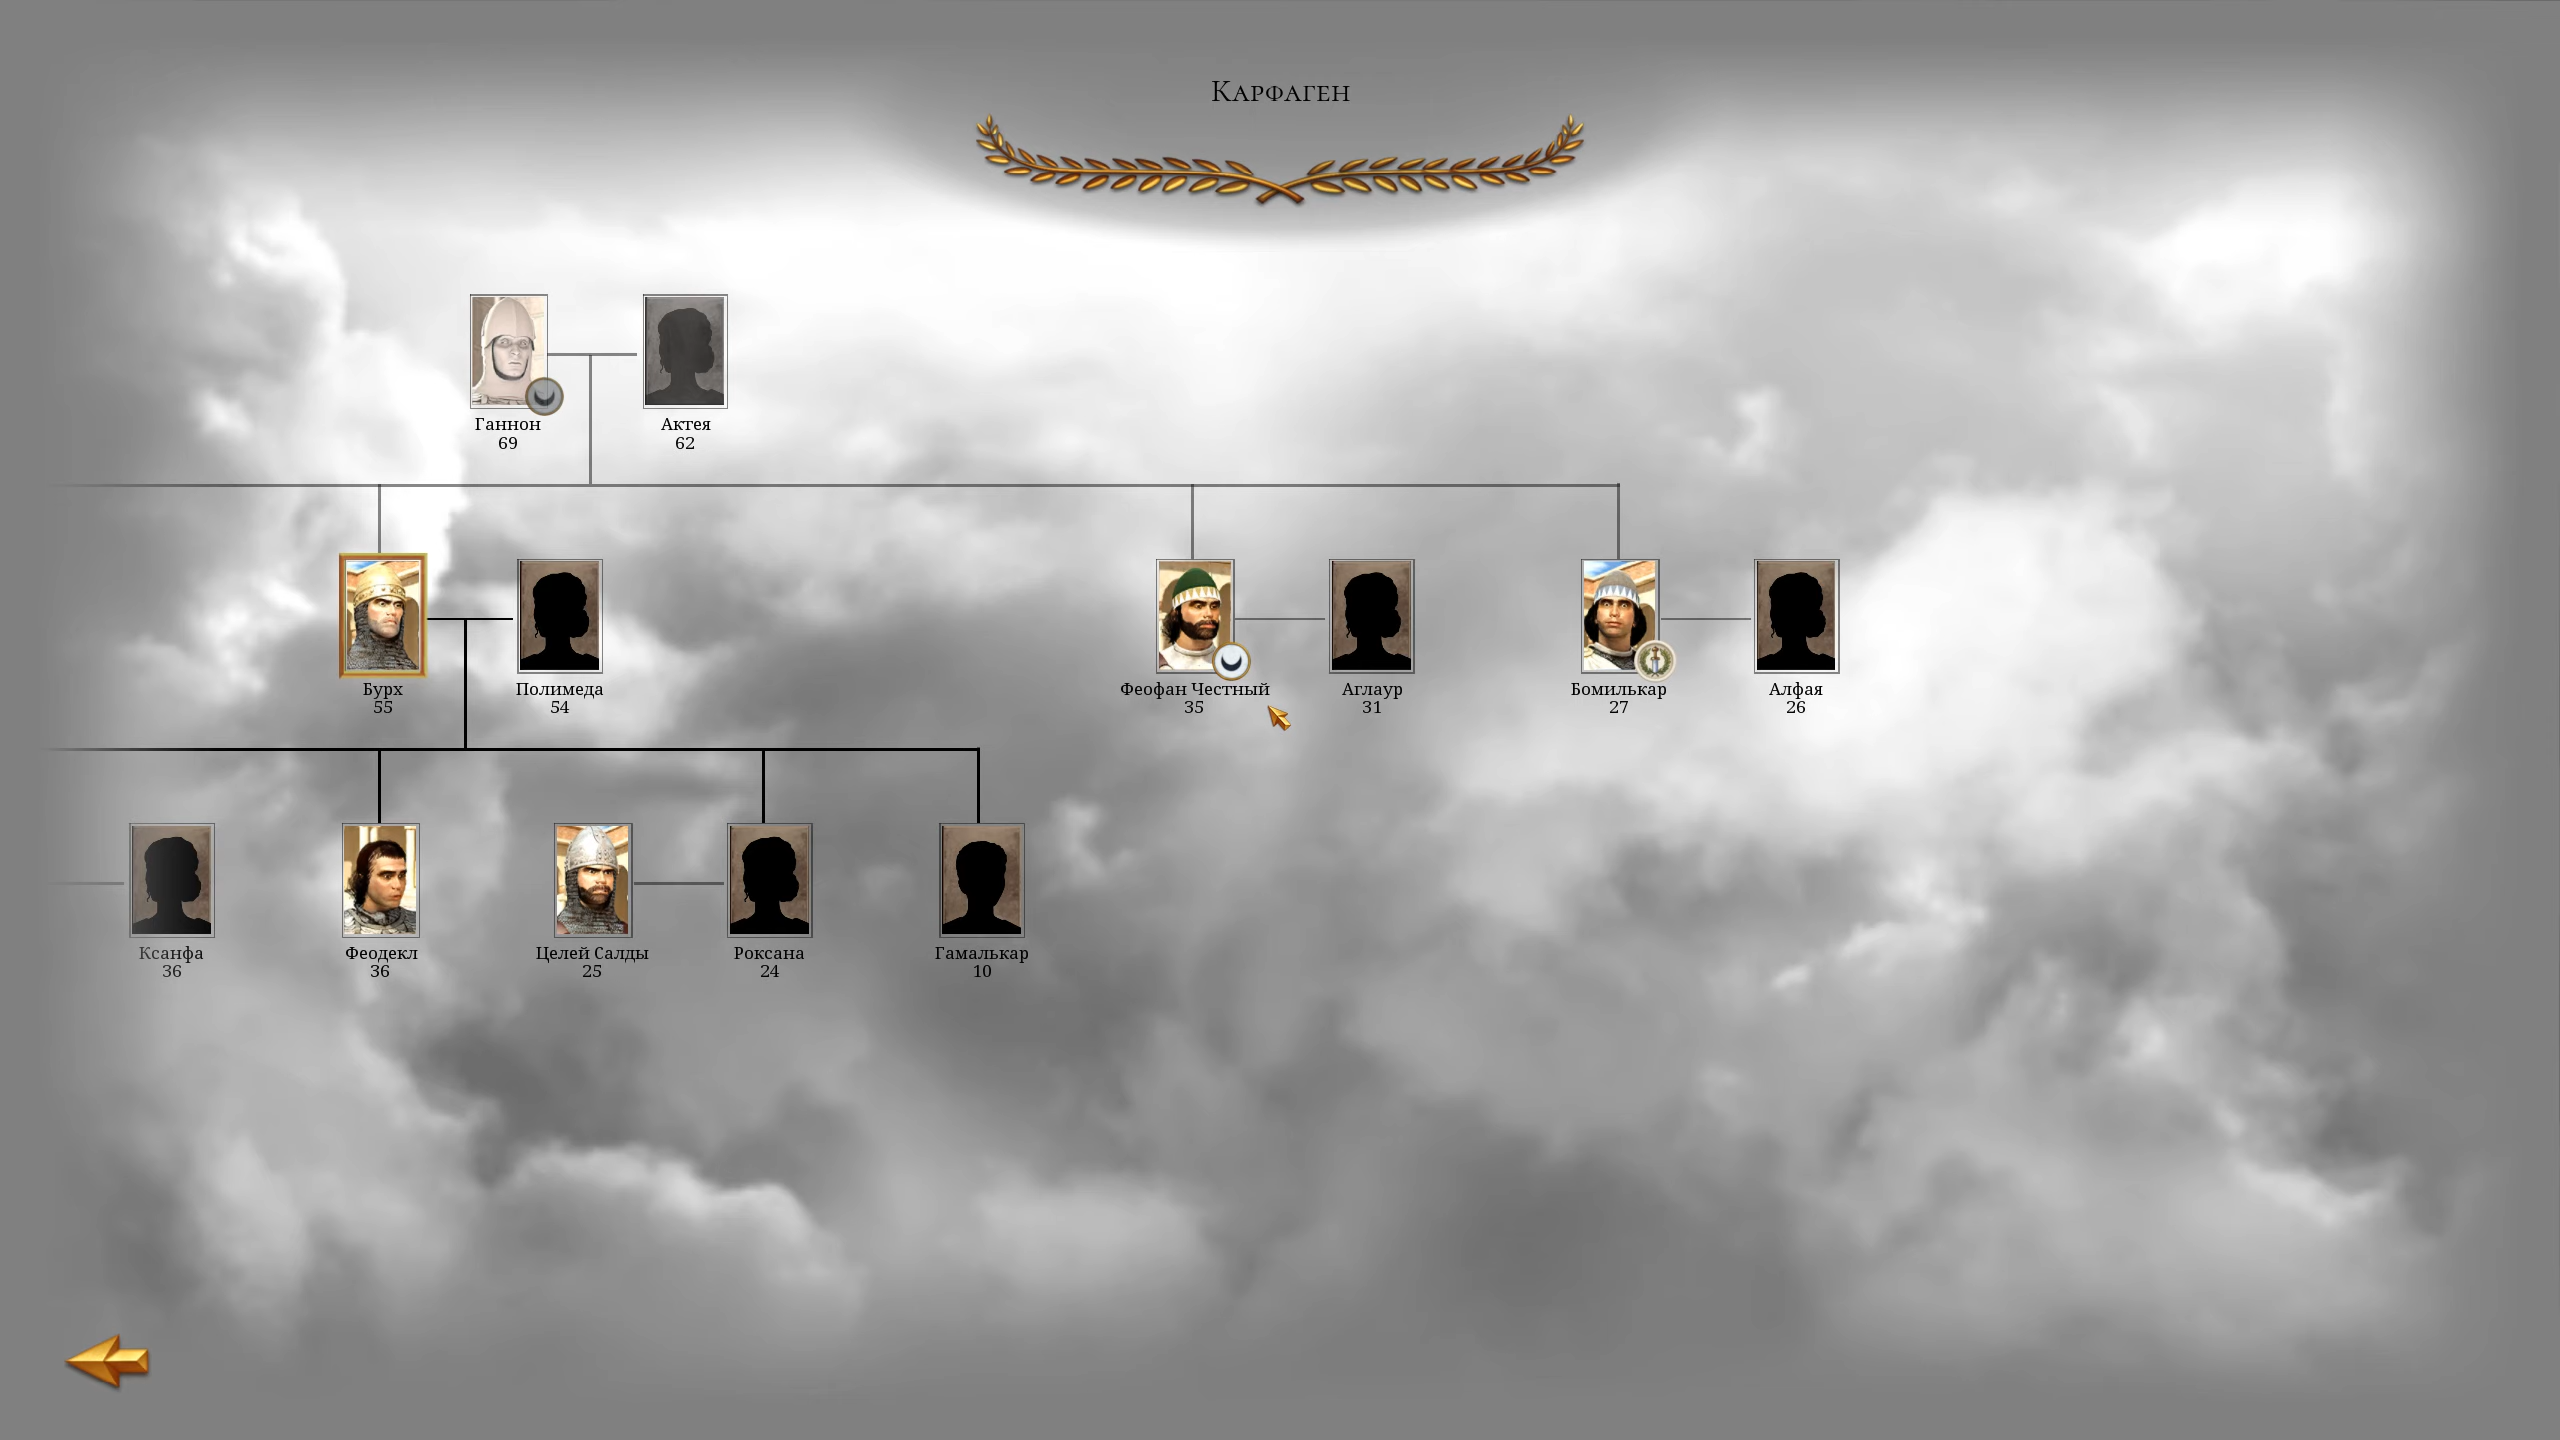 Карфаген
Ганнон
69
Актея
62
Бурх
55
Полимеда
54
Феофан Честный
35
Аглаур
31
Бомилькар
27
Алфая
26
Ксанфа
36
Феодекл
36
Целей Салды
25
Роксана
24
Гамалькар
10